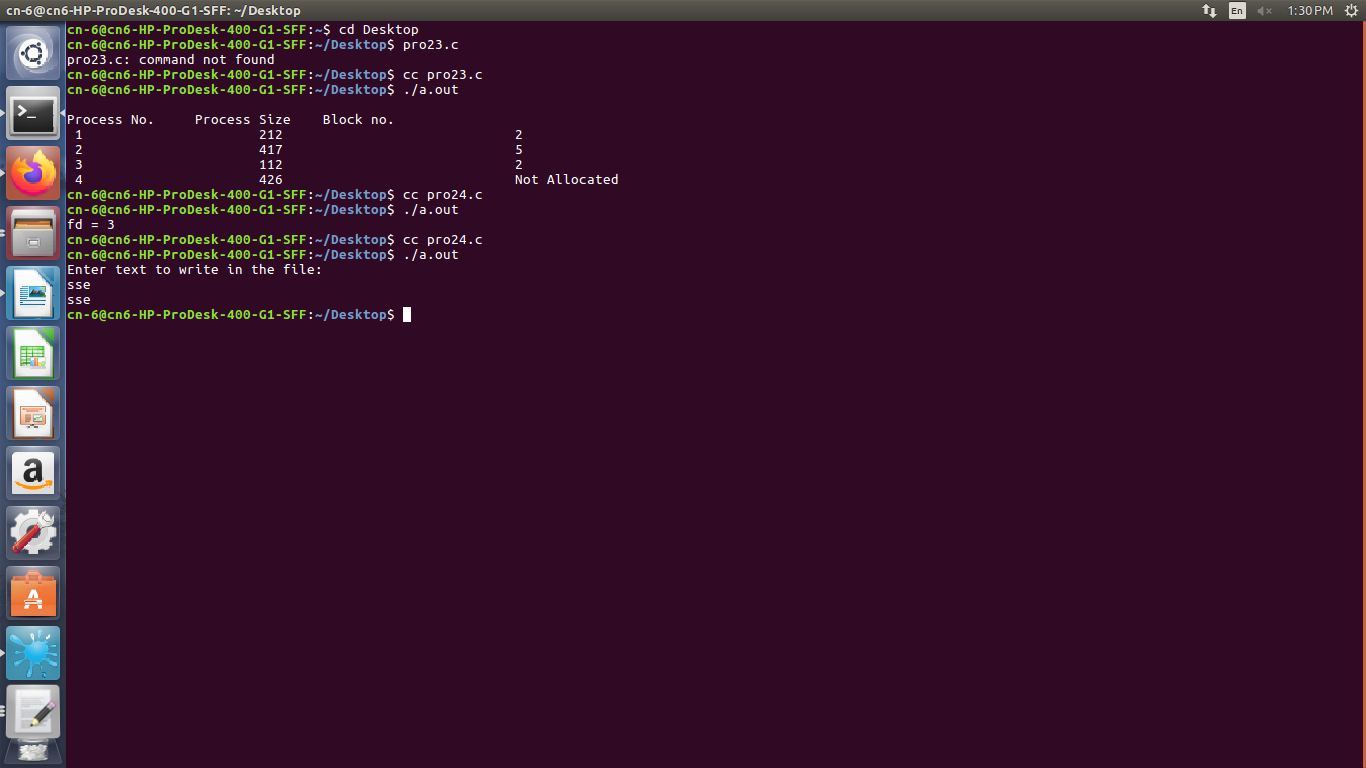 cn-6@cn6-HP-ProDesk-400-G1-SFF: ~/Desktop
En
1:30 PM
cn-6@cn6-HP-ProDesk-400-G1-SFF:~$ cd Desktop
cn-6@cn6-HP-ProDesk-400-G1-SFF:~/Desktop$ pro23.c
pro23.c: command not found
cn-6@cn6-HP-ProDesk-400-G1-SFF:~/Desktop$ cc pro23.c
cn-6@cn6-HP-ProDesk-400-G1-SFF:~/Desktop$ ./a.out
Process No.     Process Size    Block no.
 1                      212                             2
 2                      417                             5
 3                      112                             2
 4                      426                             Not Allocated
cn-6@cn6-HP-ProDesk-400-G1-SFF:~/Desktop$ cc pro24.c
cn-6@cn6-HP-ProDesk-400-G1-SFF:~/Desktop$ ./a.out
fd = 3
cn-6@cn6-HP-ProDesk-400-G1-SFF:~/Desktop$ cc pro24.c
cn-6@cn6-HP-ProDesk-400-G1-SFF:~/Desktop$ ./a.out
Enter text to write in the file:
sse
sse
cn-6@cn6-HP-ProDesk-400-G1-SFF:~/Desktop$